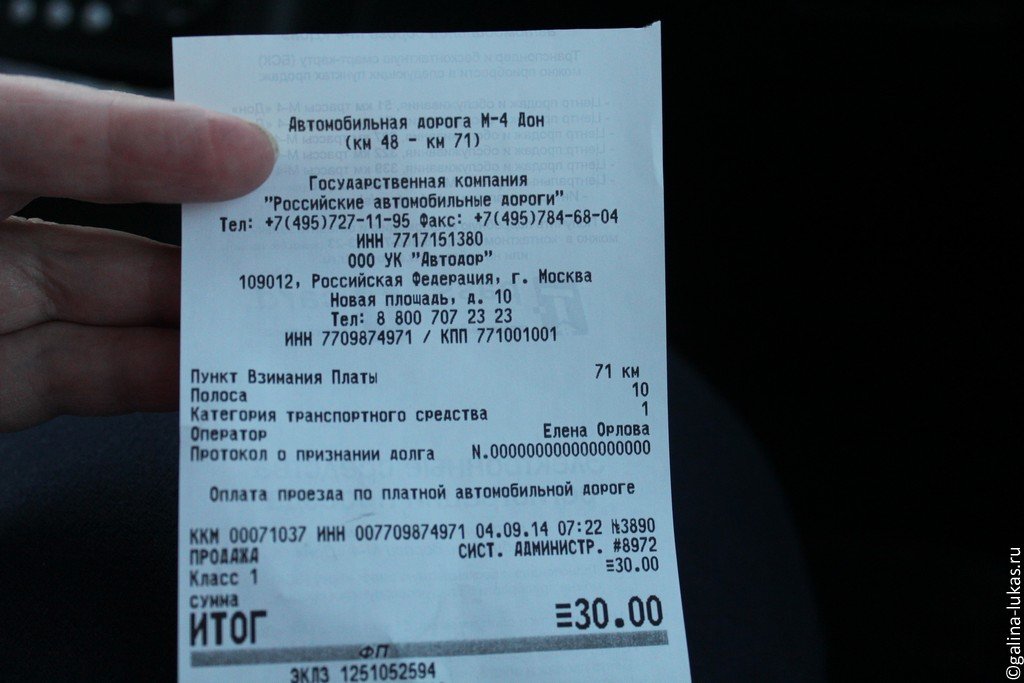 Автомобильная дорога М-4 Дон
(км 48 - км 71)
Государственная компания
"Российские автомобильные дороги"
Тел: +7(495)727-11-95 Факс: +7(495)784-68-04
ИНН 7717151380
ООО УК "Автодор"
109012, Российская Федерация, г. Москва
Новая площадь, д. 10
Тел: 8 800 707 23 23
ИНН 7709874971 / КПП 771001001
Пункт Взимания Платы 71 км
Полоса 10
Категория транспортного средства 1
Оператор Елена Орлова
Протокол о признании долга N.000000000000000000
Оплата проезда по платной автомобильной дороге
ККМ 00071037 ИНН 007709874971 04.09.14 07:22 №3890
ПРОДАЖА СИСТ. АДМИНИСТР. #8972
Класс 1 ≡30.00
сумма
ИТОГ ≡30.00
ФП
ЭКЛЗ 1251052594
©galina-lukas.ru